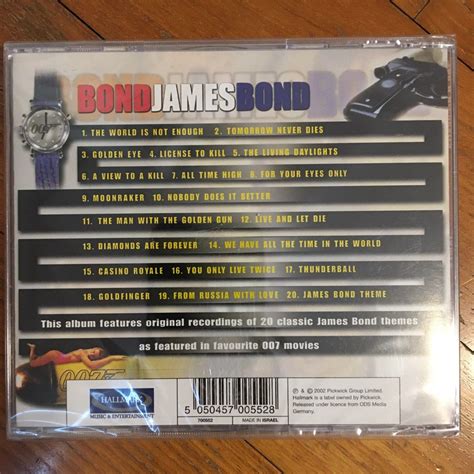 BONDJAMESBOND
007
1. THE WORLD IS NOT ENOUGH 2. TOMORROW NEVER DIES
3. GOLDEN EYE 4. LICENSE TO KILL 5. THE LIVING DAYLIGHTS
6. A VIEW TO A KILL 7. ALL TIME HIGH 8. FOR YOUR EYES ONLY
9. MOONRAKER 10. NOBODY DOES IT BETTER
11. THE MAN WITH THE GOLDEN GUN 12. LIVE AND LET DIE
13. DIAMONDS ARE FOREVER 14. WE HAVE ALL THE TIME IN THE WORLD
15. CASINO ROYALE 16. YOU ONLY LIVE TWICE 17. THUNDERBALL
18. GOLDFINGER 19. FROM RUSSIA WITH LOVE 20. JAMES BOND THEME
This album features original recordings of 20 classic James Bond themes
as featured in favourite 007 movies
007
HALLMARK
MUSIC & ENTERTAINMENT
5 050457 005528
700552 MADE IN ISRAEL
℗ & © 2002 Pickwick Group Limited.
Hallmark is a label owned by Pickwick.
Released under licence from ODS Media
Germany.